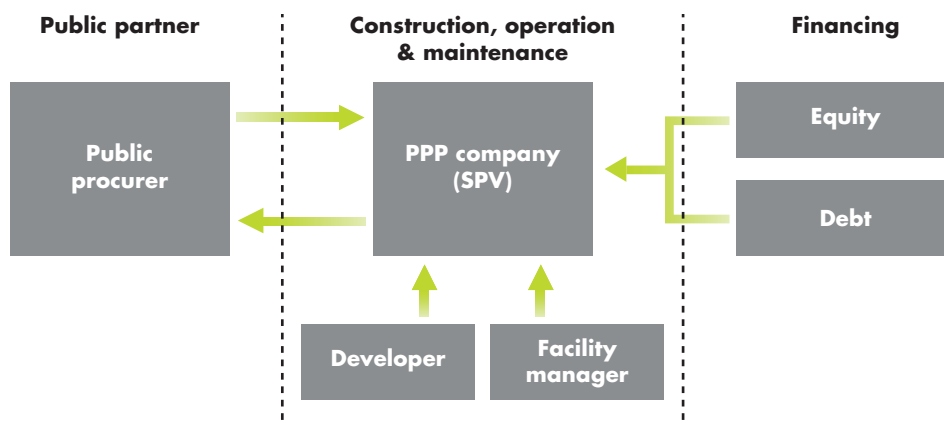 Public partner
Construction, operation
& maintenance
Financing
Public
procurer
PPP company
(SPV)
Equity
Debt
Developer
Facility
manager